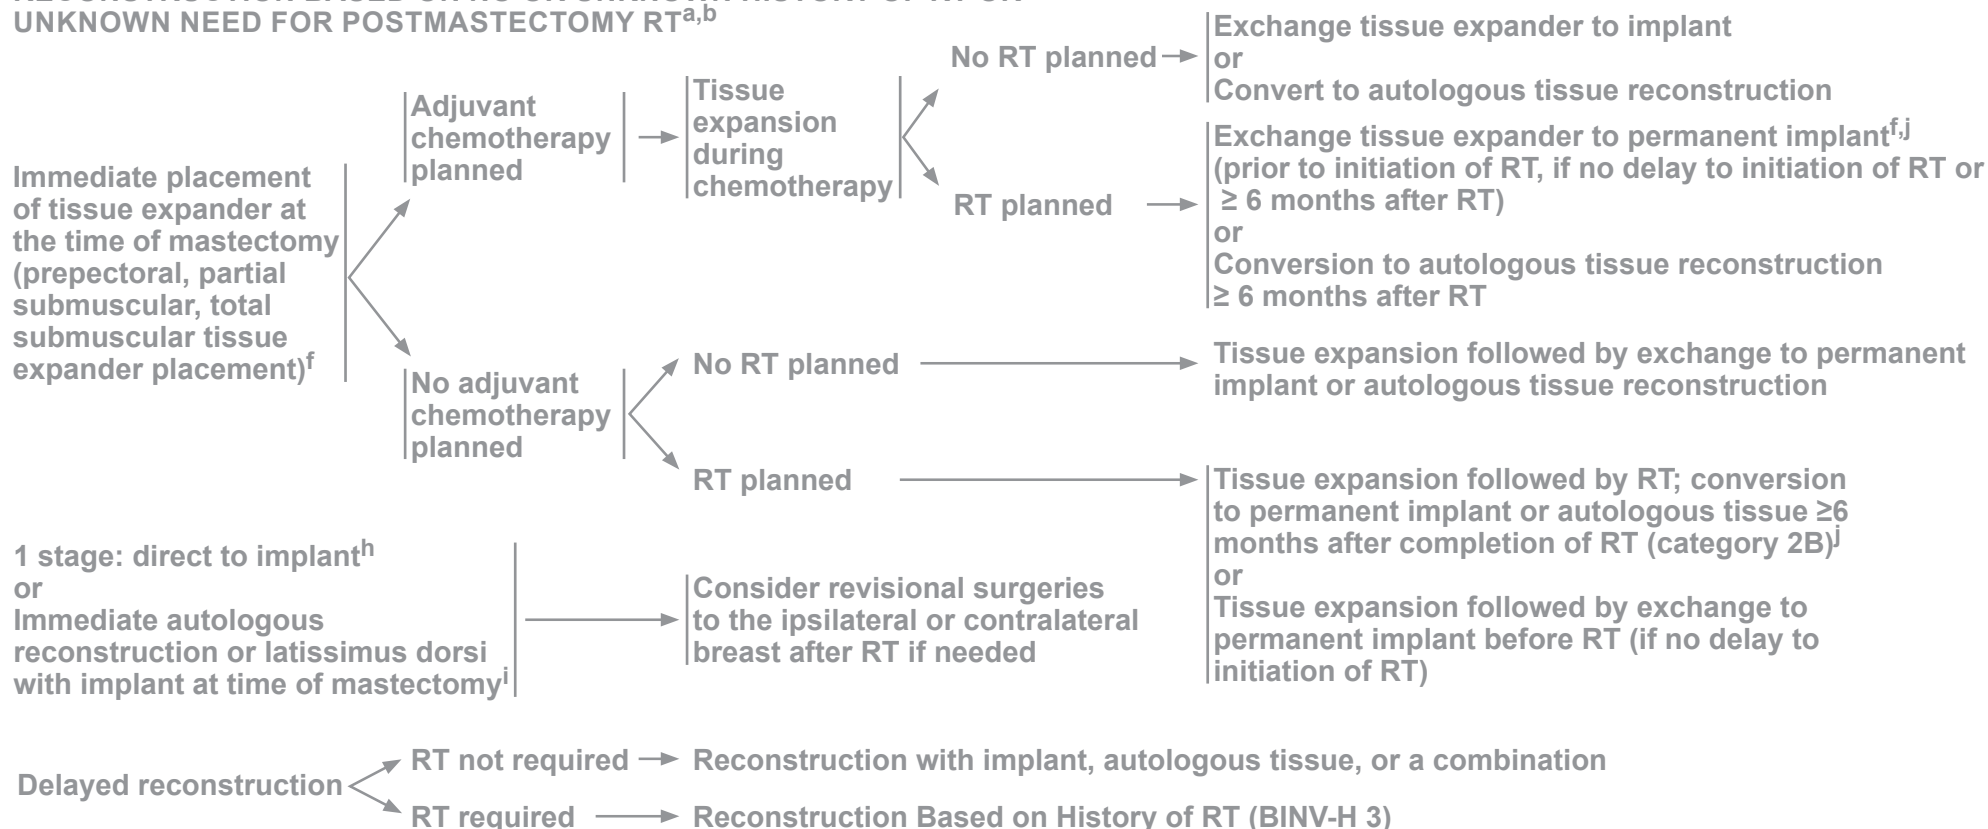 UNKNOWN NEED FOR POSTMASTECTOMY RTa,b
Immediate placement
of tissue expander at
the time of mastectomy
(prepectoral, partial
submuscular, total
submuscular tissue
expander placement)f
Adjuvant
chemotherapy
planned
Tissue
expansion
during
chemotherapy
No RT planned
Exchange tissue expander to implant
or
Convert to autologous tissue reconstruction
RT planned
Exchange tissue expander to permanent implantf,j
(prior to initiation of RT, if no delay to initiation of RT or
≥ 6 months after RT)
or
Conversion to autologous tissue reconstruction
≥ 6 months after RT
No adjuvant
chemotherapy
planned
No RT planned
Tissue expansion followed by exchange to permanent
implant or autologous tissue reconstruction
RT planned
Tissue expansion followed by RT; conversion
to permanent implant or autologous tissue ≥6
months after completion of RT (category 2B)j
or
Tissue expansion followed by exchange to
permanent implant before RT (if no delay to
initiation of RT)
1 stage: direct to implanth
or
Immediate autologous
reconstruction or latissimus dorsi
with implant at time of mastectomyi
Consider revisional surgeries
to the ipsilateral or contralateral
breast after RT if needed
Delayed reconstruction
RT not required
Reconstruction with implant, autologous tissue, or a combination
RT required
Reconstruction Based on History of RT (BINV-H 3)